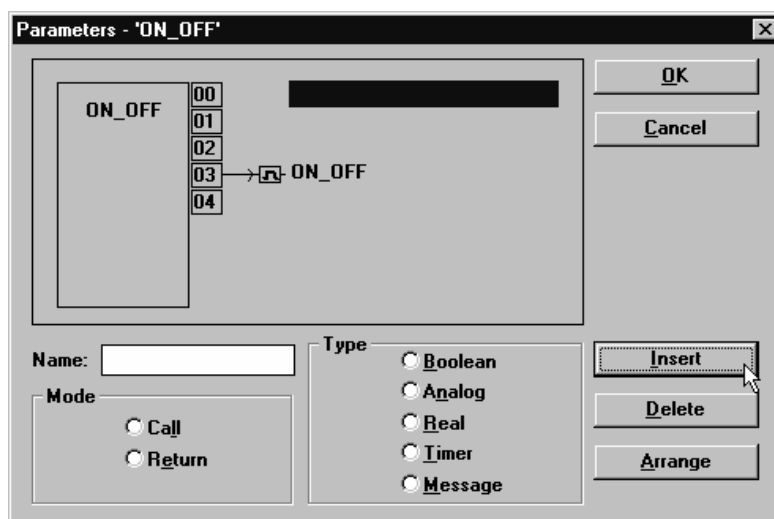 Parameters - 'ON_OFF'
ON_OFF
00
01
02
03
04
ON_OFF
OK
Cancel
Name:
Mode
Call
Return
Type
Boolean
Analog
Real
Timer
Message
Insert
Delete
Arrange